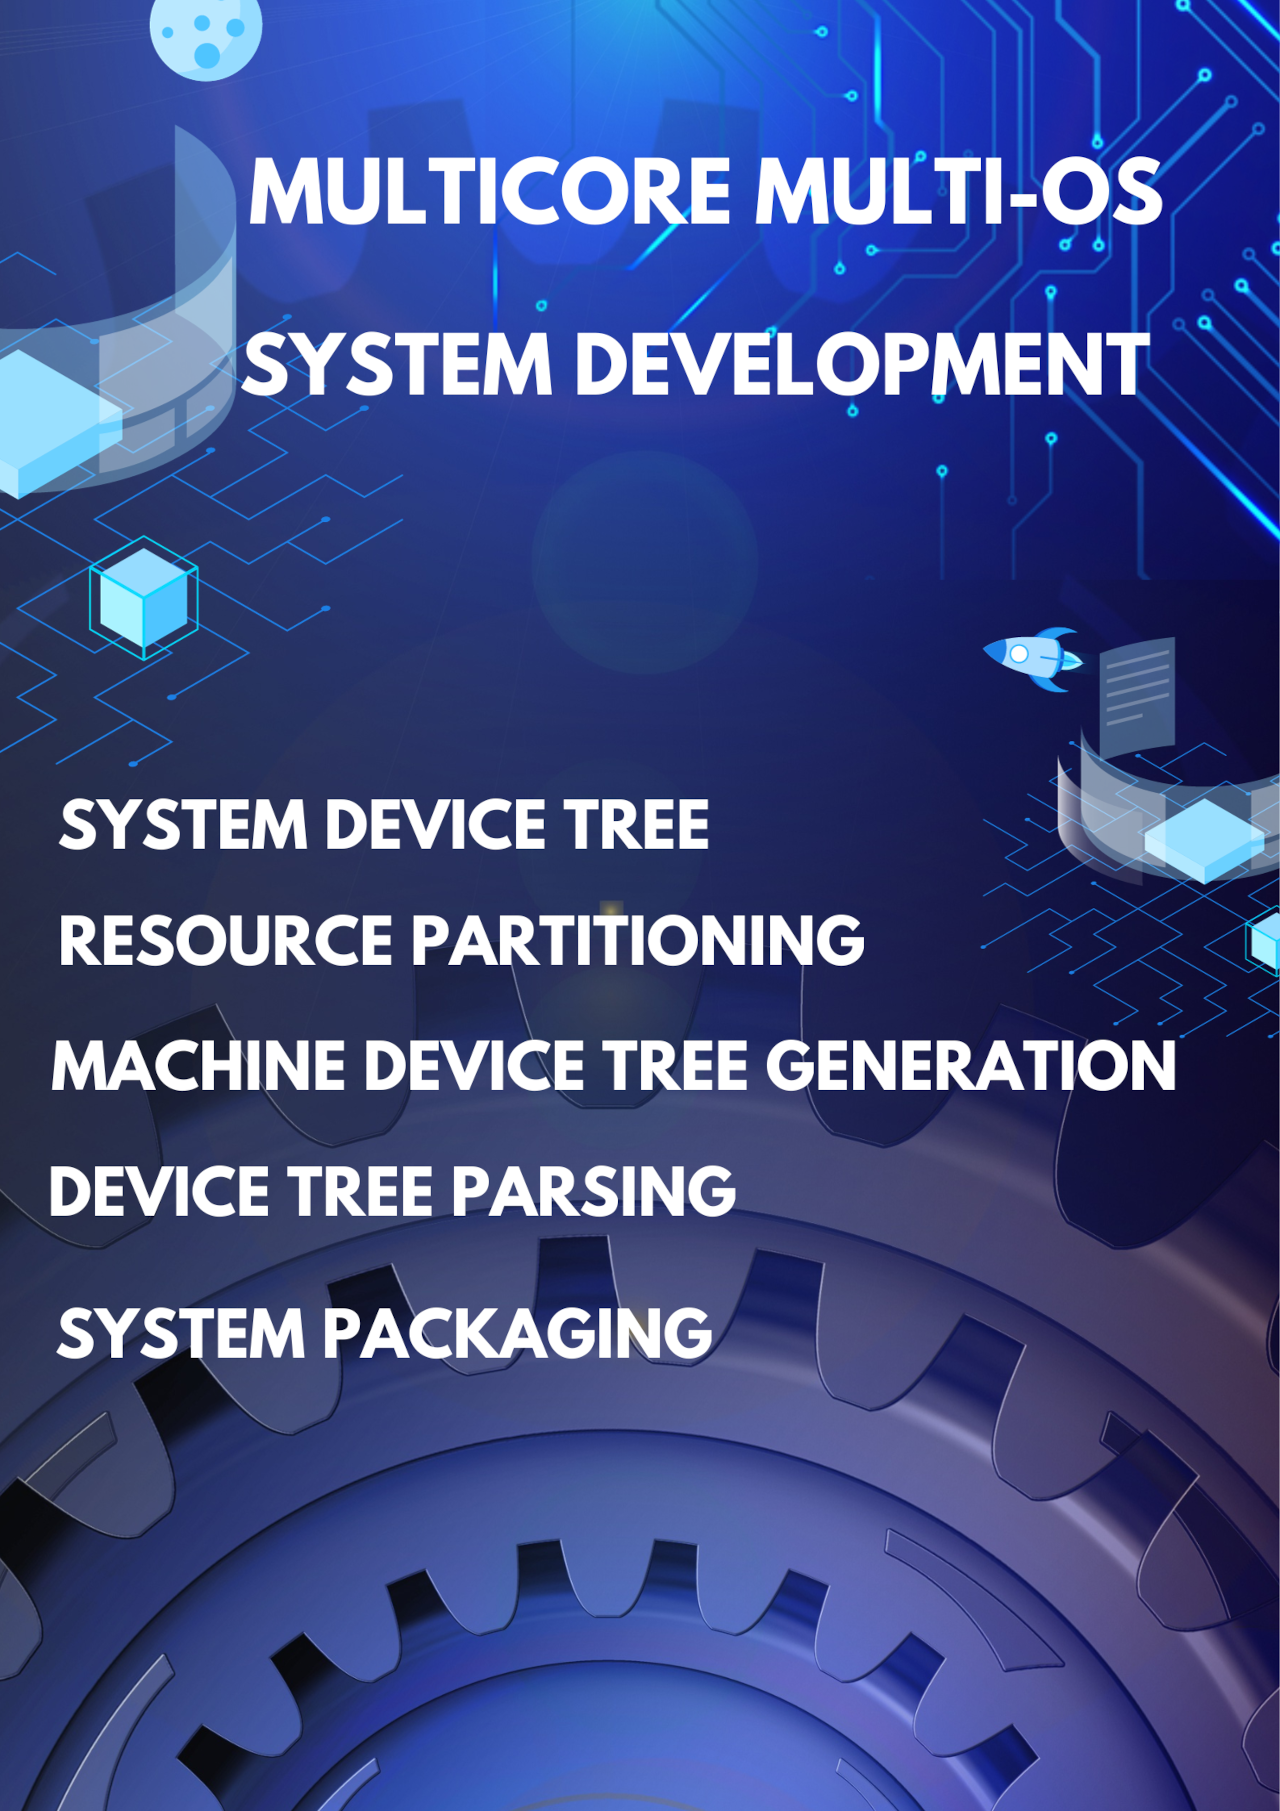 MULTICORE MULTI-OS
SYSTEM DEVELOPMENT
SYSTEM DEVICE TREE
RESOURCE PARTITIONING
MACHINE DEVICE TREE GENERATION
DEVICE TREE PARSING
SYSTEM PACKAGING